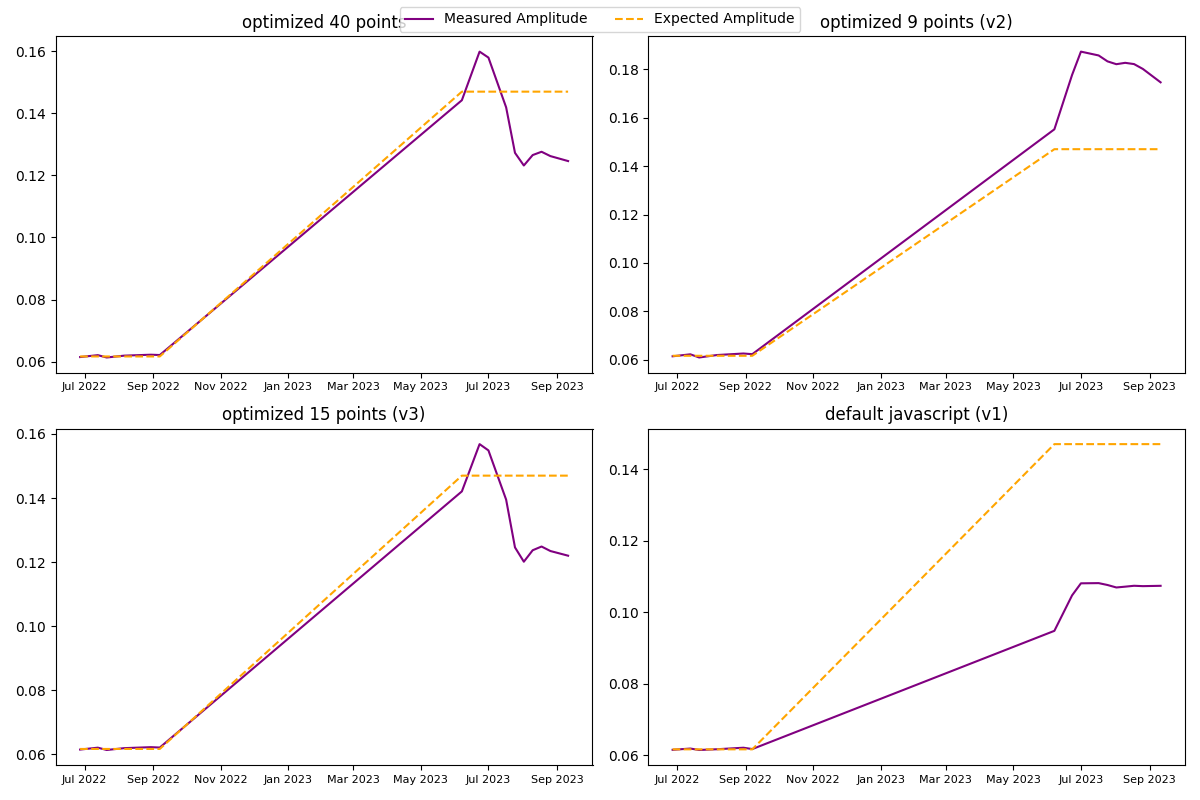 Measured Amplitude Expected Amplitude
optimized 40 points
0.16
0.14
0.12
0.10
0.08
0.06
Jul 2022 Sep 2022 Nov 2022 Jan 2023 Mar 2023 May 2023 Jul 2023 Sep 2023
optimized 9 points (v2)
0.18
0.16
0.14
0.12
0.10
0.08
0.06
Jul 2022 Sep 2022 Nov 2022 Jan 2023 Mar 2023 May 2023 Jul 2023 Sep 2023
optimized 15 points (v3)
0.16
0.14
0.12
0.10
0.08
0.06
Jul 2022 Sep 2022 Nov 2022 Jan 2023 Mar 2023 May 2023 Jul 2023 Sep 2023
default javascript (v1)
0.14
0.12
0.10
0.08
0.06
Jul 2022 Sep 2022 Nov 2022 Jan 2023 Mar 2023 May 2023 Jul 2023 Sep 2023